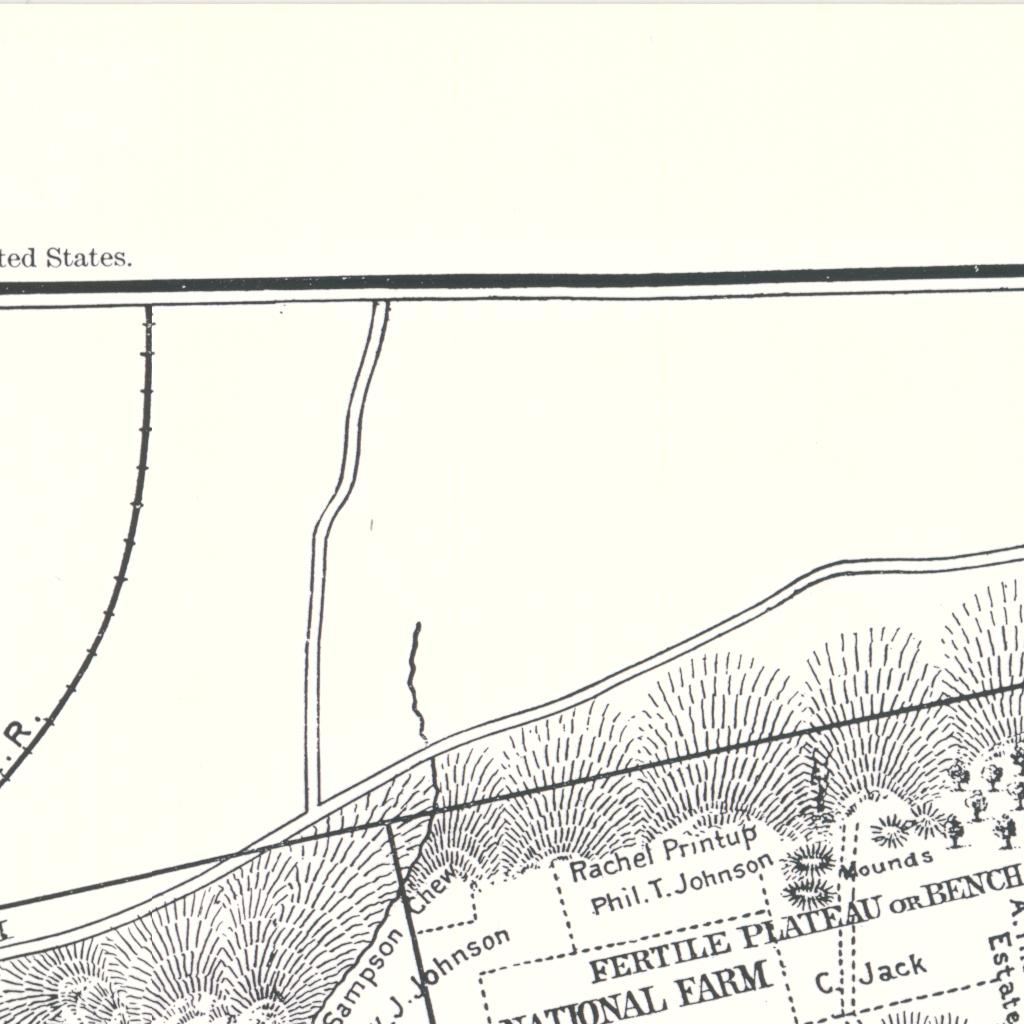 ted States.
R.
Rachel Printup
Phil. T. Johnson
Mounds
Chew
FERTILE PLATEAU OR BENCH
J. Johnson
Sampson
NATIONAL FARM
C. Jack
Estate